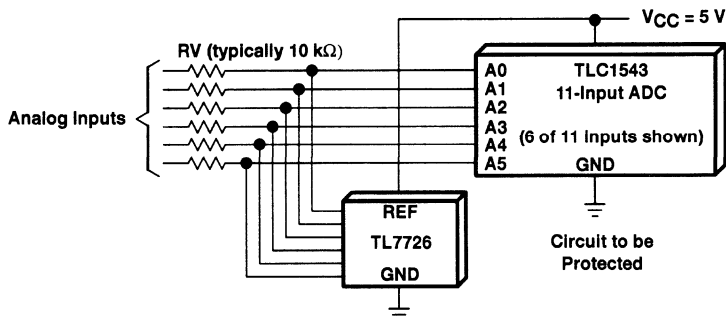 VCC = 5 V
RV (typically 10 kΩ)
Analog Inputs
A0
A1
A2
A3
A4
A5
TLC1543
11-Input ADC
(6 of 11 inputs shown)
GND
REF
TL7726
GND
Circuit to be
Protected